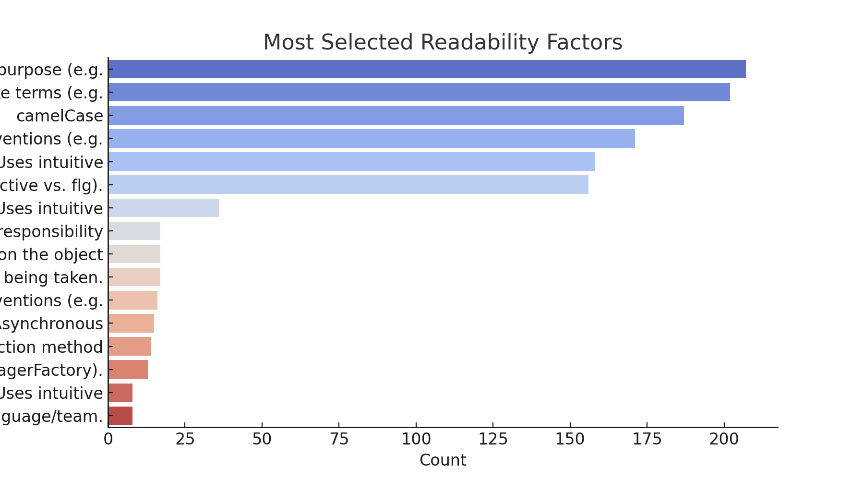 Most Selected Readability Factors
purpose (e.g.
e terms (e.g.
camelCase
ventions (e.g.
Uses intuitive
ctive vs. flg).
Uses intuitive
responsibility
on the object
being taken.
ventions (e.g.
Asynchronous
ction method
agerFactory).
Uses intuitive
guage/team.
0 25 50 75 100 125 150 175 200
Count